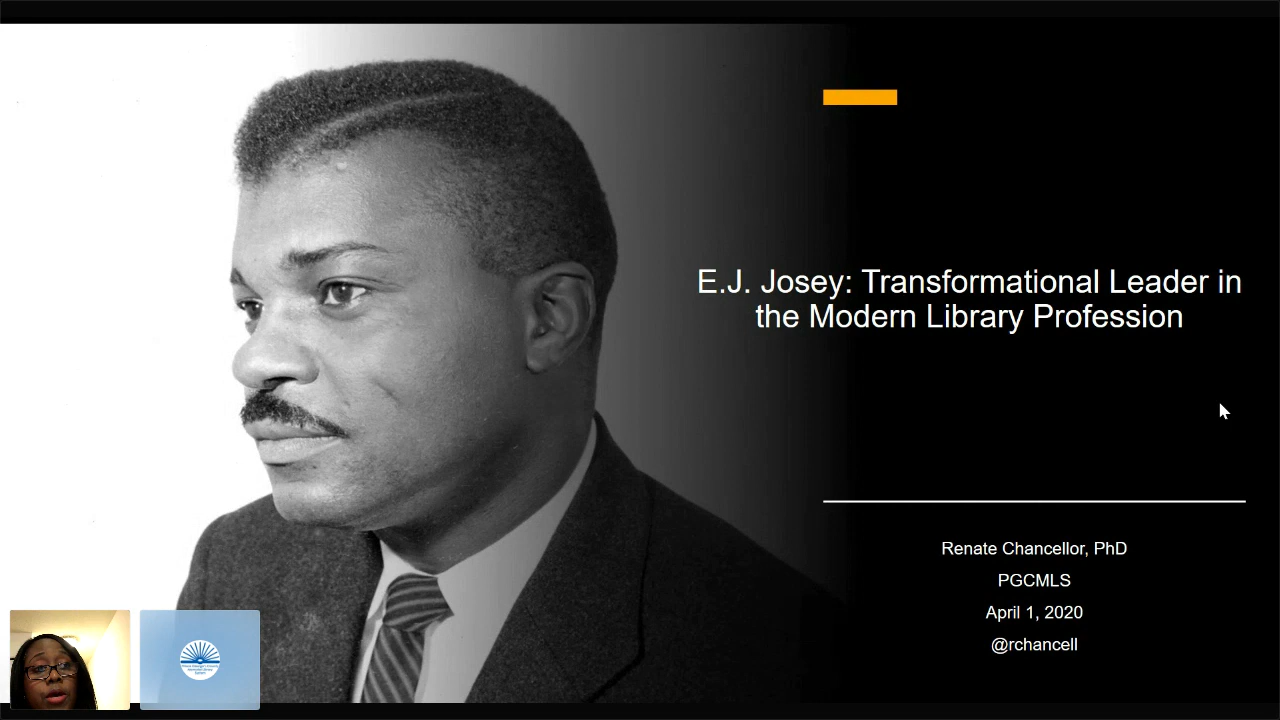 E.J. Josey: Transformational Leader in
the Modern Library Profession
Renate Chancellor, PhD
PGCMLS
April 1, 2020
@rchancell